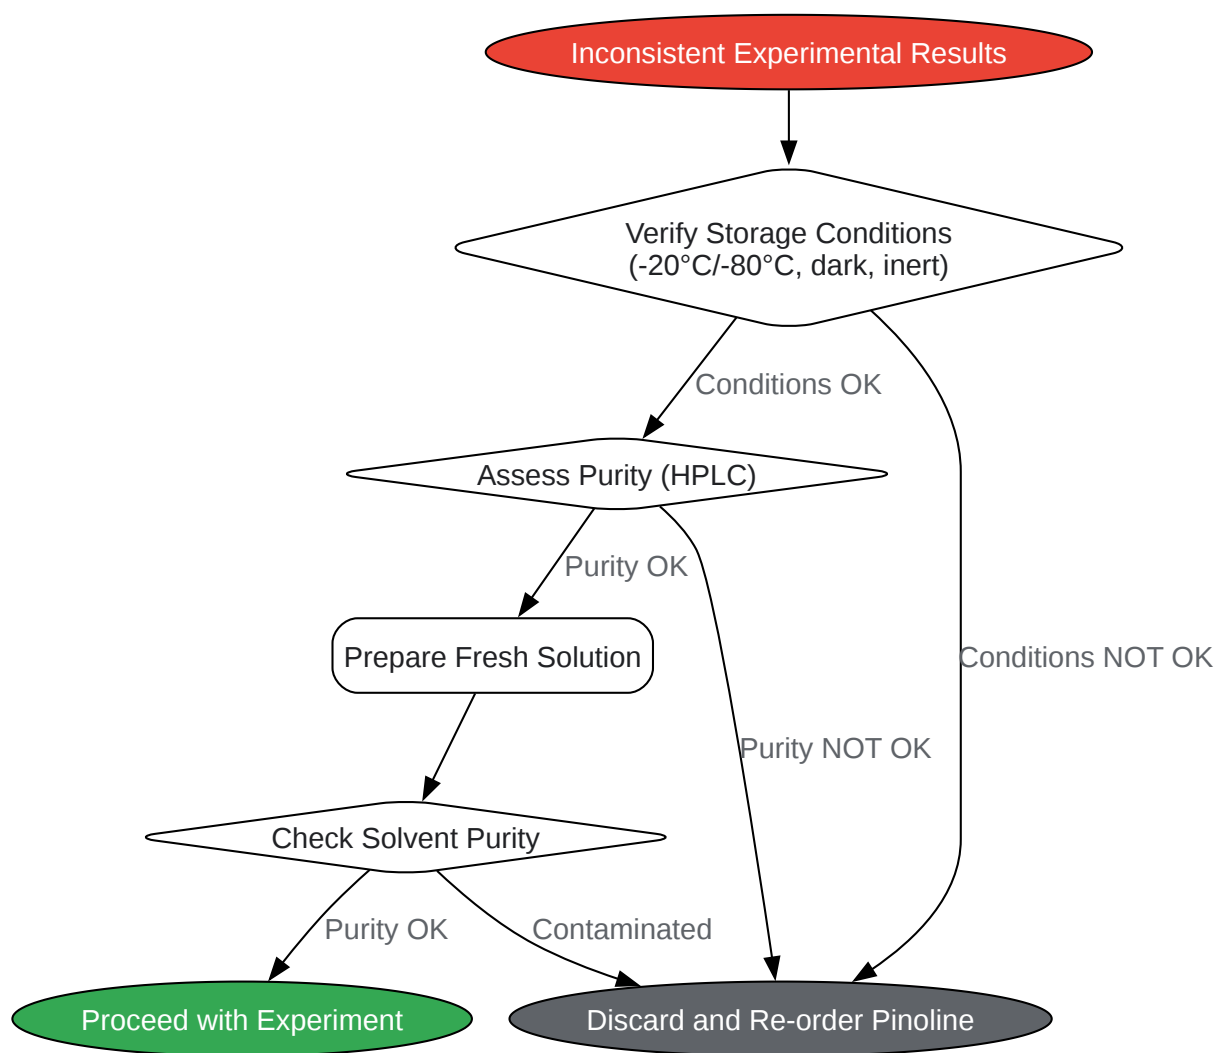 Inconsistent Experimental Results
Verify Storage Conditions
(-20°C/-80°C, dark, inert)
Conditions OK
Assess Purity (HPLC)
Purity OK
Prepare Fresh Solution
Conditions NOT OK
Purity NOT OK
Check Solvent Purity
Purity OK
Contaminated
Proceed with Experiment
Discard and Re-order Pinoline